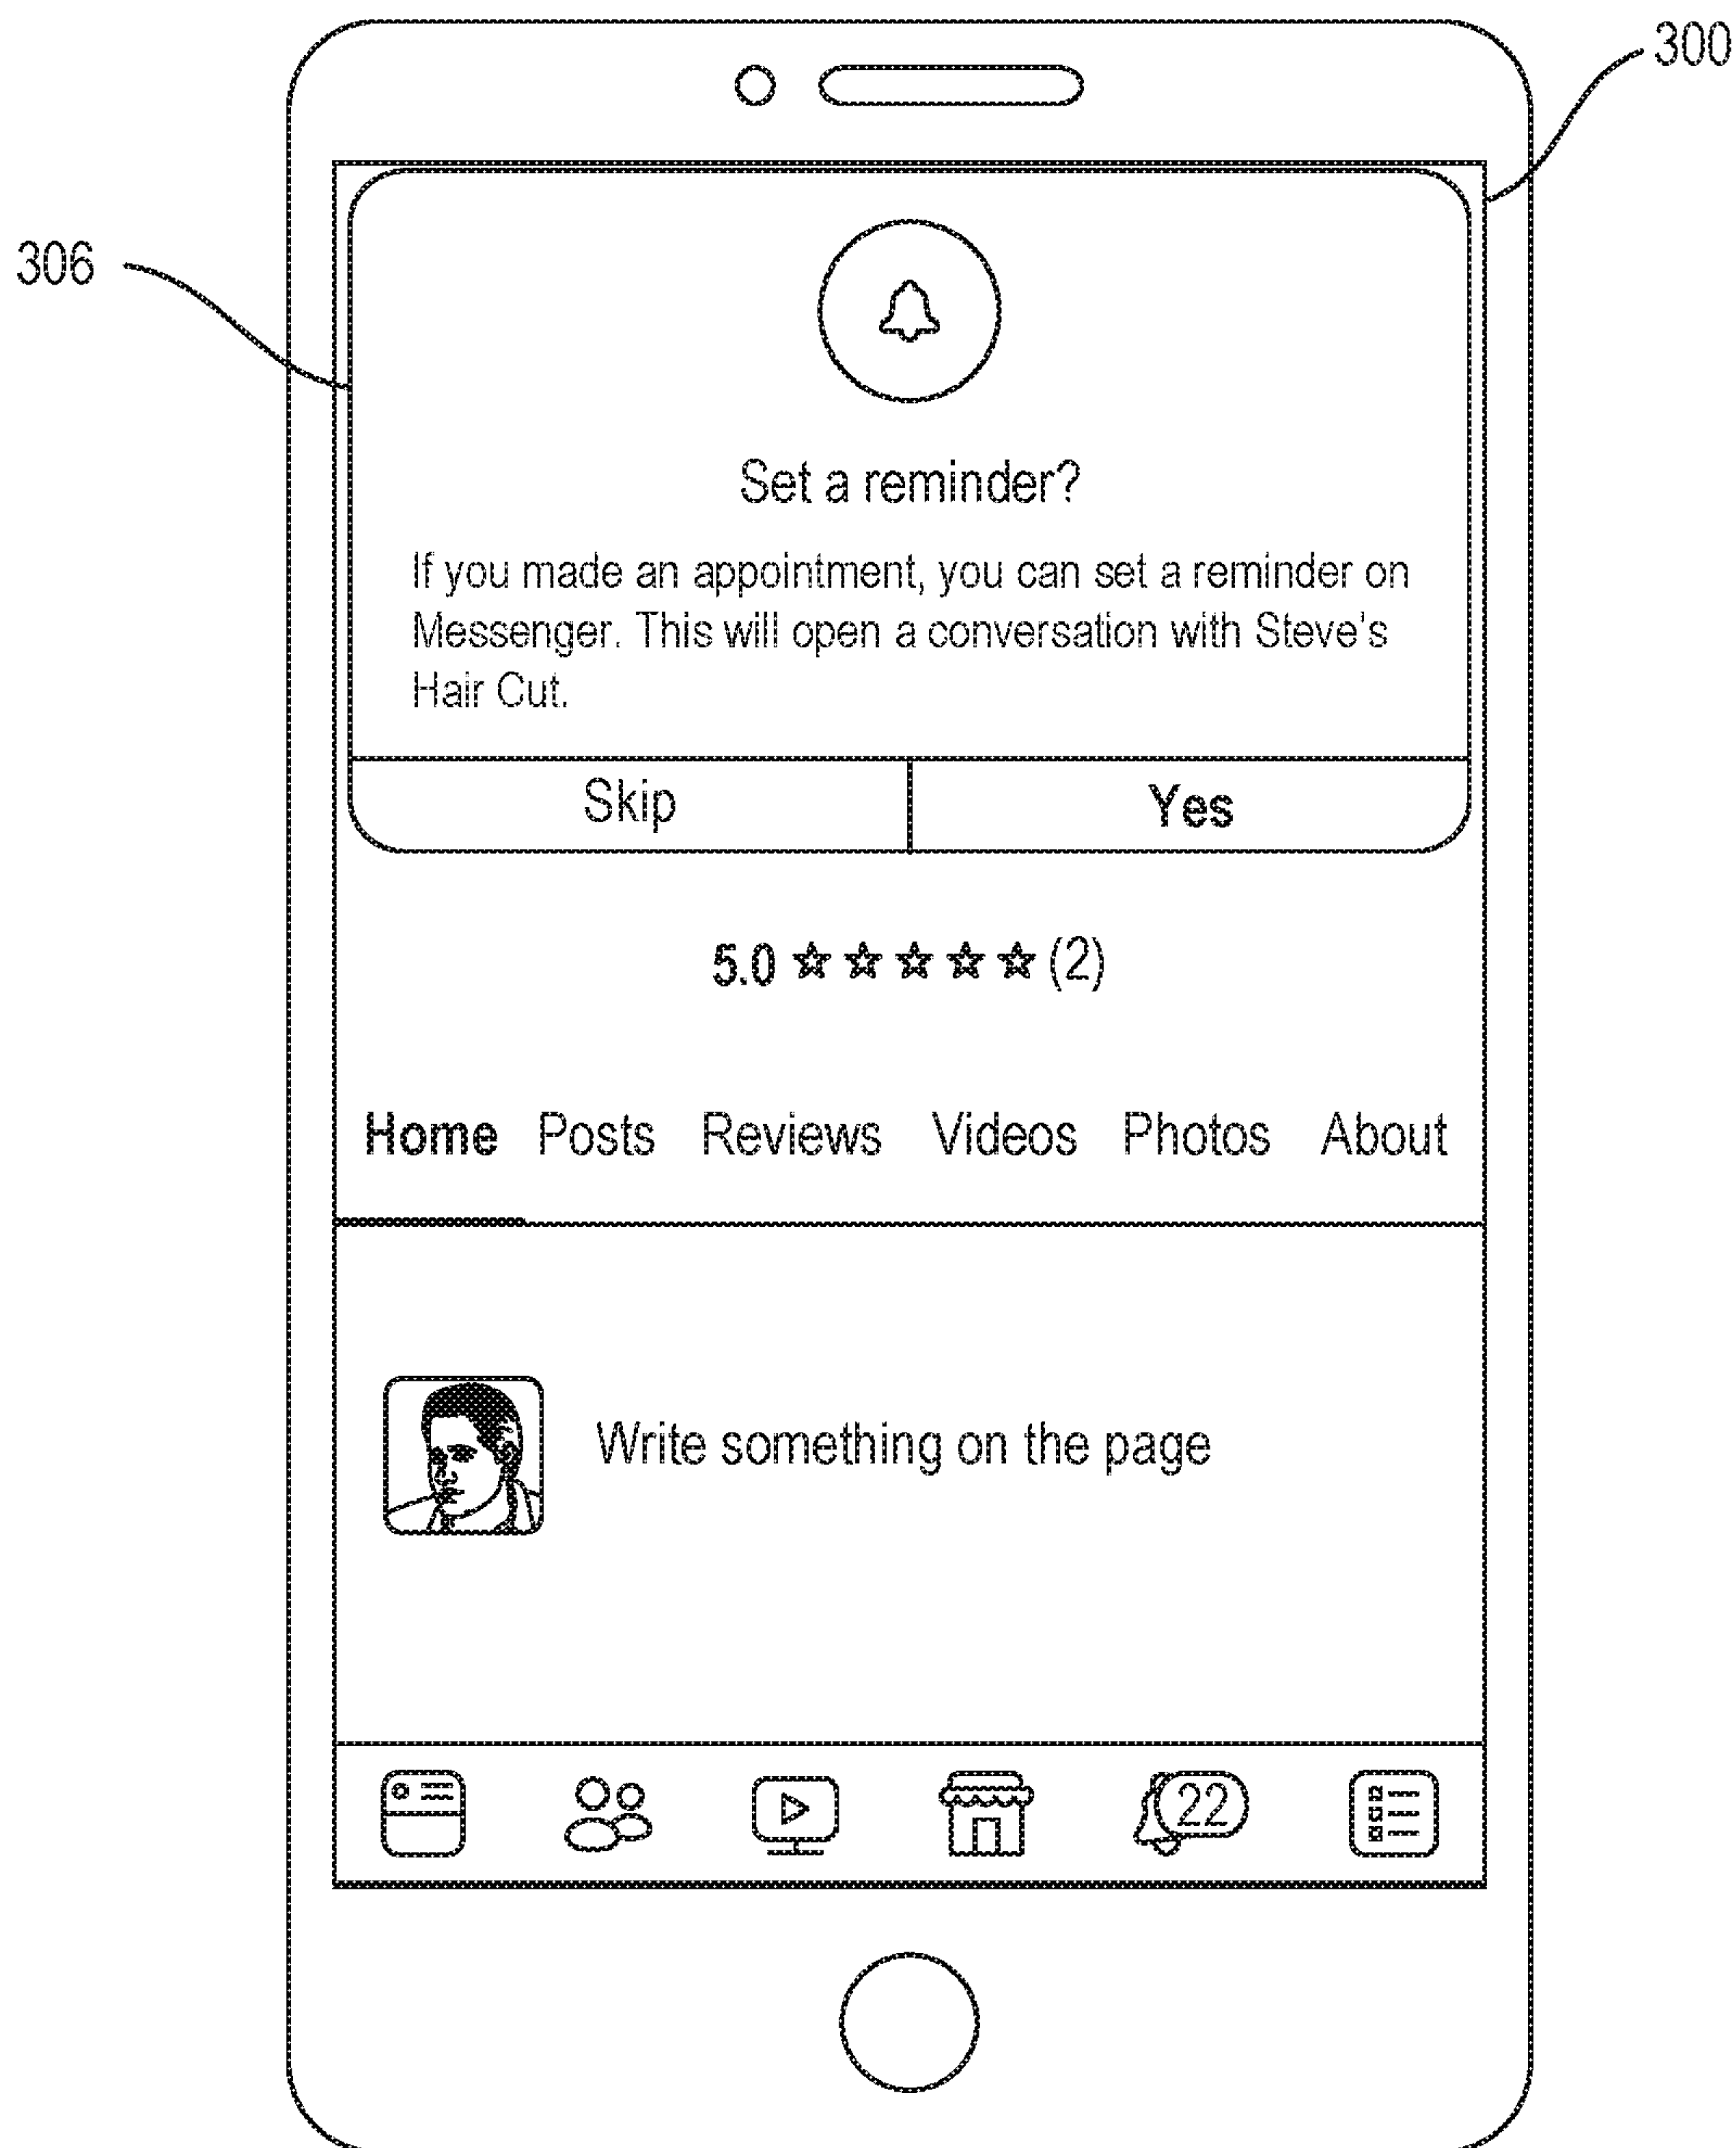 300
306
Set a reminder?
If you made an appointment, you can set a reminder on
Messenger. This will open a conversation with Steve's
Hair Cut.
Skip Yes
5.0 ☆☆☆☆☆ (2)
Home Posts Reviews Videos Photos About
Write something on the page
22